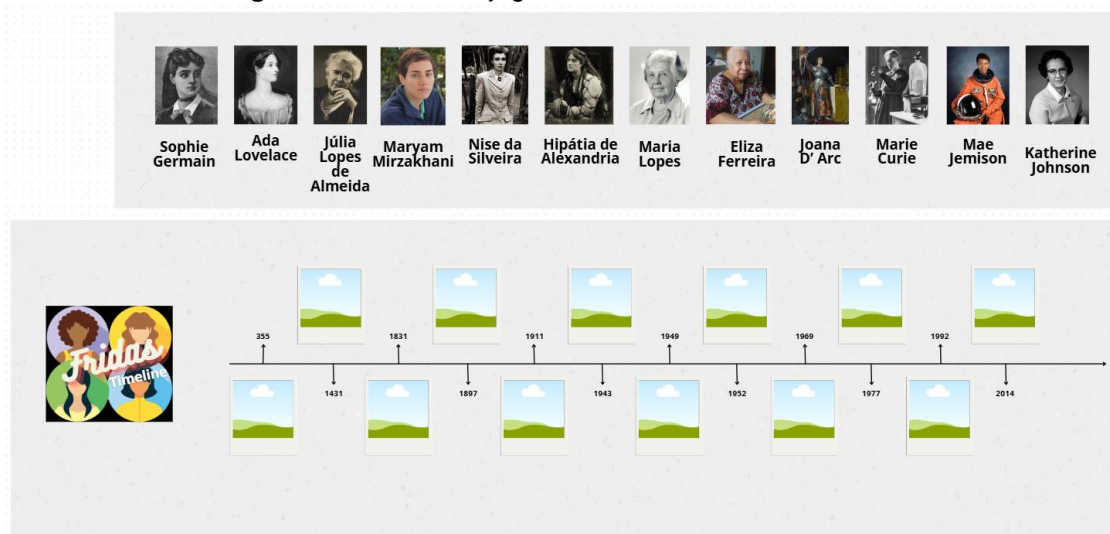 Sophie
Germain
Ada
Lovelace
Júlia
Lopes
de
Almeida
Maryam
Mirzakhani
Nise da
Silveira
Hipátia de
Alexandria
Maria
Lopes
Eliza
Ferreira
Joana
D' Arc
Marie
Curie
Mae
Jemison
Katherine
Johnson
Fridas
Timeline
355
1831
1911
1949
1969
1992
1431
1897
1943
1952
1977
2014